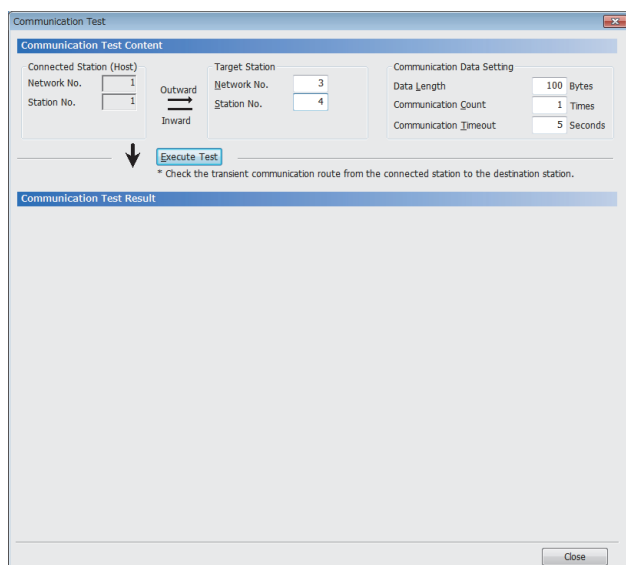 Communication Test
Communication Test Content
Connected Station (Host)
Network No. 1
Station No. 1
Outward
Inward
Target Station
Network No. 3
Station No. 4
Communication Data Setting
Data Length 100 Bytes
Communication Count 1 Times
Communication Timeout 5 Seconds
Execute Test
* Check the transient communication route from the connected station to the destination station.
Communication Test Result
Close